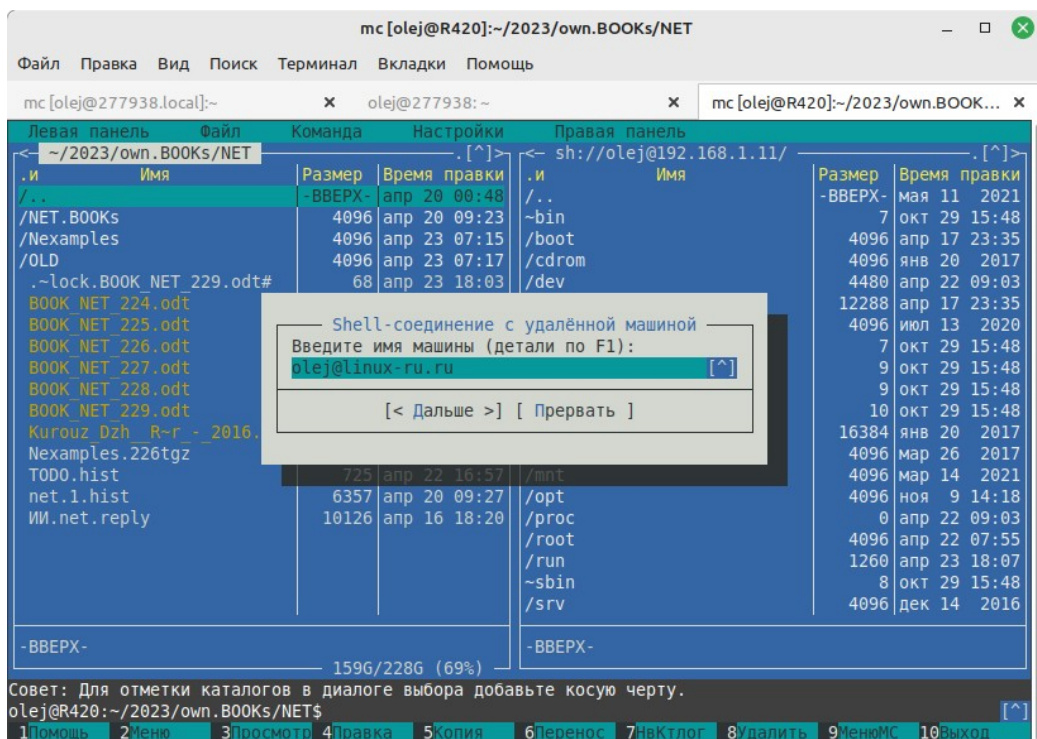 mc [olej@R420]:~/2023/own.BOOKs/NET
Файл Правка Вид Поиск Терминал Вкладки Помощь
mc [olej@277938.local]:~ × olej@277938: ~ × mc [olej@R420]:~/2023/own.BOOK... ×
Левая панель Файл Команда Настройки Правая панель
<— ~/2023/own.BOOKs/NET .[^]> <— sh://olej@192.168.1.11/ .[^]>
.и Имя Размер Время правки .и Имя Размер Время правки
/.. -ВВЕРХ- апр 20 00:48 /.. -ВВЕРХ- мая 11 2021
/NET.BOOKs 4096 апр 20 09:23 ~bin 7 окт 29 15:48
/Nexamples 4096 апр 23 07:15 /boot 4096 апр 17 23:35
/OLD 4096 апр 23 07:17 /cdrom 4096 янв 20 2017
.~lock.BOOK_NET_229.odt# 68 апр 23 18:03 /dev 4480 апр 22 09:03
BOOK_NET_224.odt 12288 апр 17 23:35
BOOK_NET_225.odt Shell-соединение с удалённой машиной 4096 июл 13 2020
BOOK_NET_226.odt Введите имя машины (детали по F1): 7 окт 29 15:48
BOOK_NET_227.odt olej@linux-ru.ru [^] 9 окт 29 15:48
BOOK_NET_228.odt 9 окт 29 15:48
BOOK_NET_229.odt [< Дальше >] [ Прервать ] 10 окт 29 15:48
Kurouz_Dzh__R~r_-_2016. 16384 янв 20 2017
Nexamples.226tgz 4096 мар 26 2017
TODO.hist 725 апр 22 16:57 /mnt 4096 мар 14 2021
net.1.hist 6357 апр 20 09:27 /opt 4096 ноя 9 14:18
ИИ.net.reply 10126 апр 16 18:20 /proc 0 апр 22 09:03
/root 4096 апр 22 07:55
/run 1260 апр 23 18:07
~sbin 8 окт 29 15:48
/srv 4096 дек 14 2016
-ВВЕРХ- -ВВЕРХ-
159G/228G (69%)
Совет: Для отметки каталогов в диалоге выбора добавьте косую черту.
olej@R420:~/2023/own.BOOKs/NET$ [^]
1Помощь 2Меню 3Просмотр 4Правка 5Копия 6Перенос 7НвКтлог 8Удалить 9МенюМС 10Выход